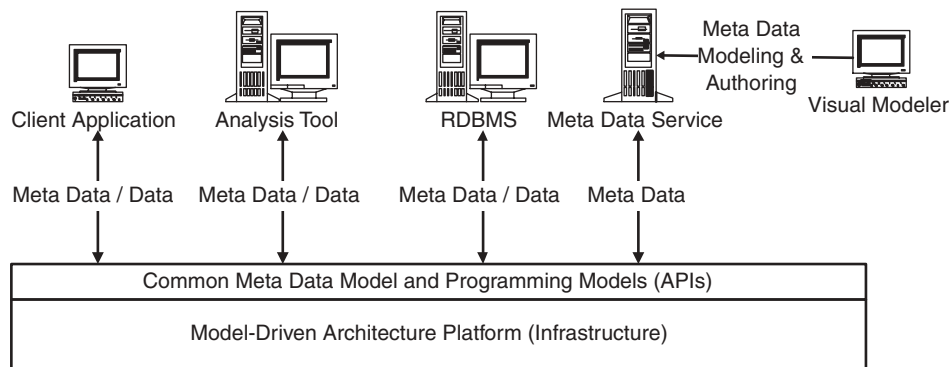 Meta Data
Modeling &
Authoring
Client Application
Analysis Tool
RDBMS
Meta Data Service
Visual Modeler
Meta Data / Data
Meta Data / Data
Meta Data / Data
Meta Data
Common Meta Data Model and Programming Models (APIs)
Model-Driven Architecture Platform (Infrastructure)